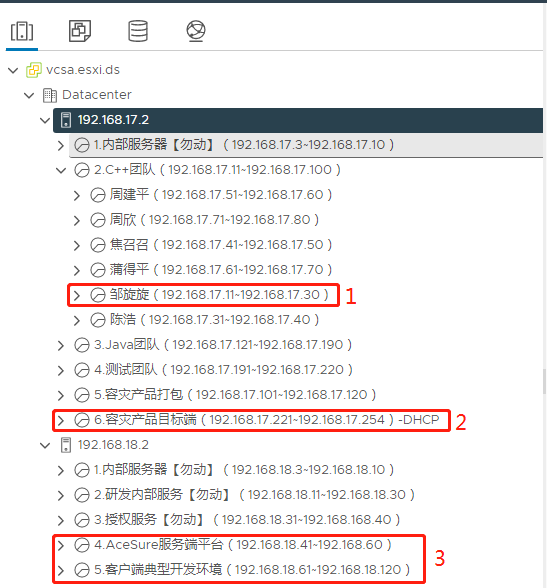 vcsa.esxi.ds
Datacenter
192.168.17.2
1.内部服务器【勿动】（192.168.17.3~192.168.17.10）
2.C++团队（192.168.17.11~192.168.17.100）
周建平（192.168.17.51~192.168.17.60）
周欣（192.168.17.71~192.168.17.80）
焦召召（192.168.17.41~192.168.17.50）
蒲得平（192.168.17.61~192.168.17.70）
邹旋旋（192.168.17.11~192.168.17.30） 1
陈浩（192.168.17.31~192.168.17.40）
3.Java团队（192.168.17.121~192.168.17.190）
4.测试团队（192.168.17.191~192.168.17.220）
5.容灾产品打包（192.168.17.101~192.168.17.120）
6.容灾产品目标端（192.168.17.221~192.168.17.254）-DHCP 2
192.168.18.2
1.内部服务器【勿动】（192.168.18.3~192.168.18.10）
2.研发内部服务【勿动】（192.168.18.11~192.168.18.30）
3.授权服务【勿动】（192.168.18.31~192.168.168.40）
4.AceSure服务端平台（192.168.18.41~192.168.60）
5.客户端典型开发环境（192.168.18.61~192.168.18.120）
3